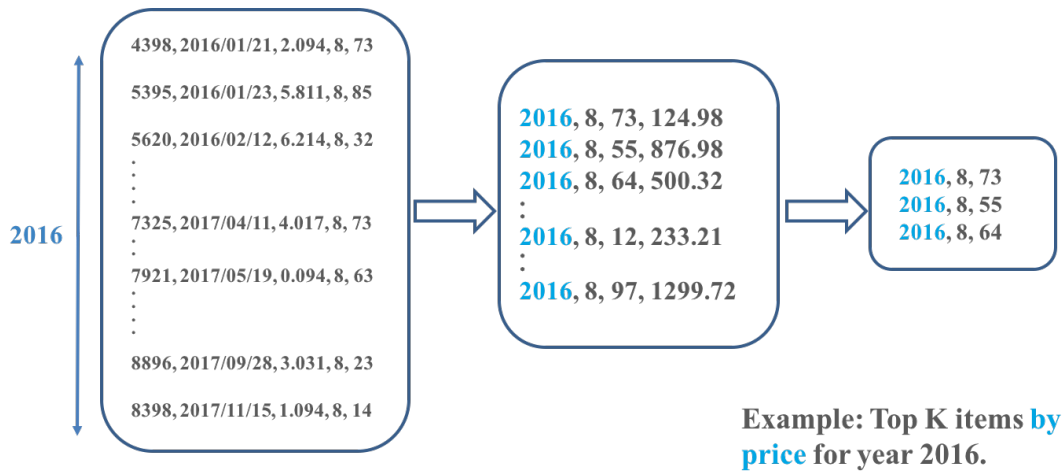 2016
4398, 2016/01/21, 2.094, 8, 73
5395, 2016/01/23, 5.811, 8, 85
5620, 2016/02/12, 6.214, 8, 32
7325, 2017/04/11, 4.017, 8, 73
7921, 2017/05/19, 0.094, 8, 63
8896, 2017/09/28, 3.031, 8, 23
8398, 2017/11/15, 1.094, 8, 14
2016, 8, 73, 124.98
2016, 8, 55, 876.98
2016, 8, 64, 500.32
2016, 8, 12, 233.21
2016, 8, 97, 1299.72
2016, 8, 73
2016, 8, 55
2016, 8, 64
Example: Top K items by
price for year 2016.